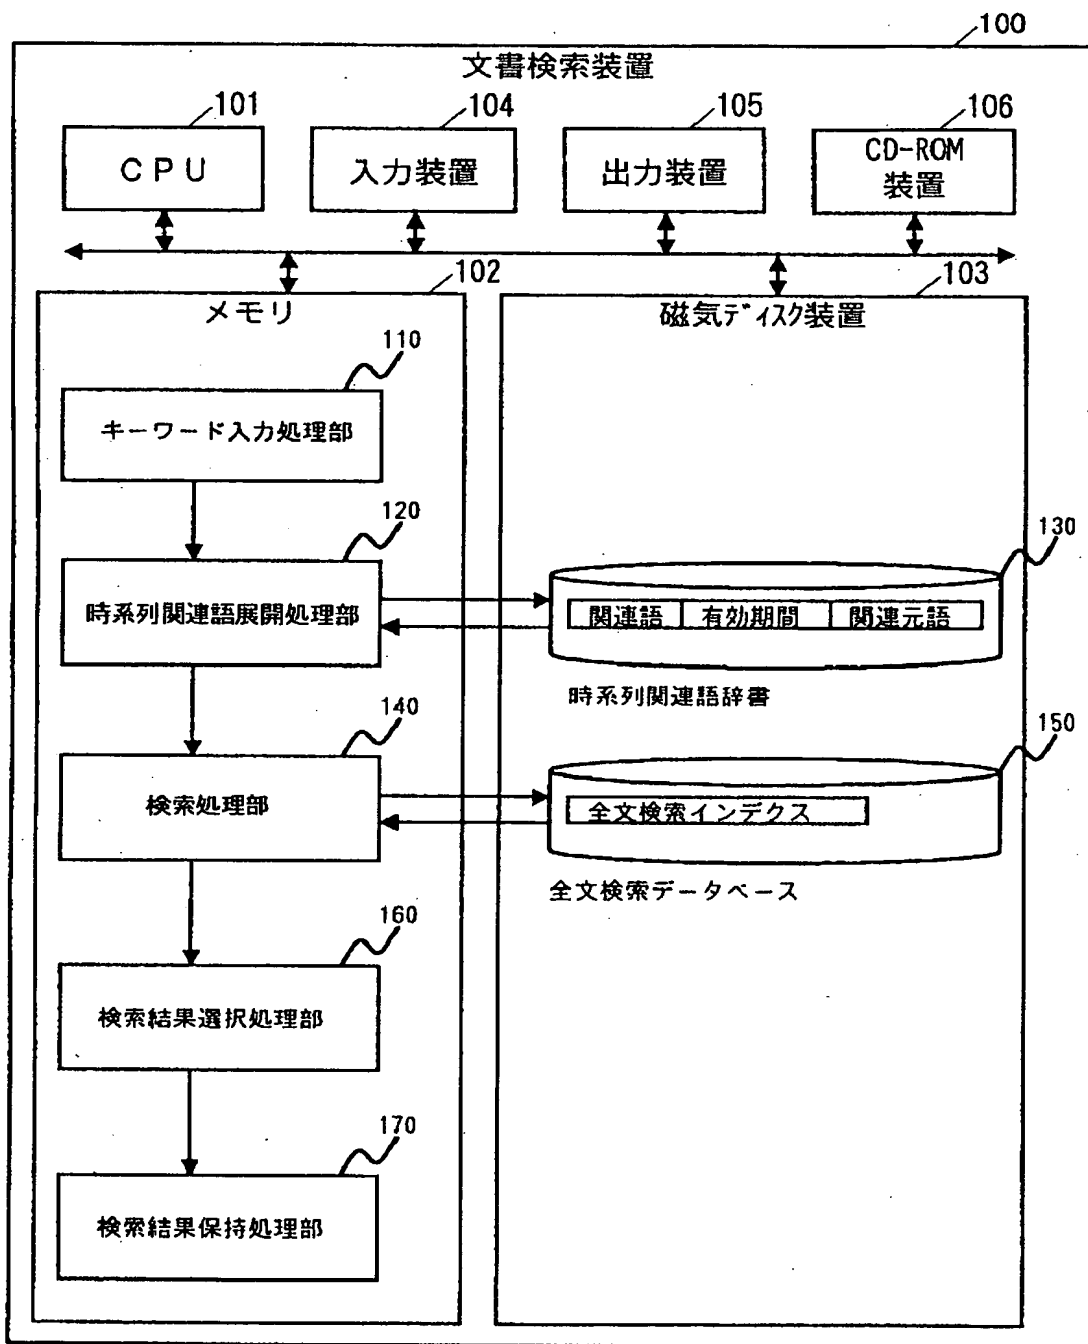 100
文書検索装置
101
104
105
106
CPU
入力装置
出力装置
CD-ROM
装置
102
103
メモリ
磁気ディスク装置
110
キーワード入力処理部
120
時系列関連語展開処理部
130
関連語 有効期間 関連元語
時系列関連語辞書
140
検索処理部
150
全文検索インデクス
全文検索データベース
160
検索結果選択処理部
170
検索結果保持処理部